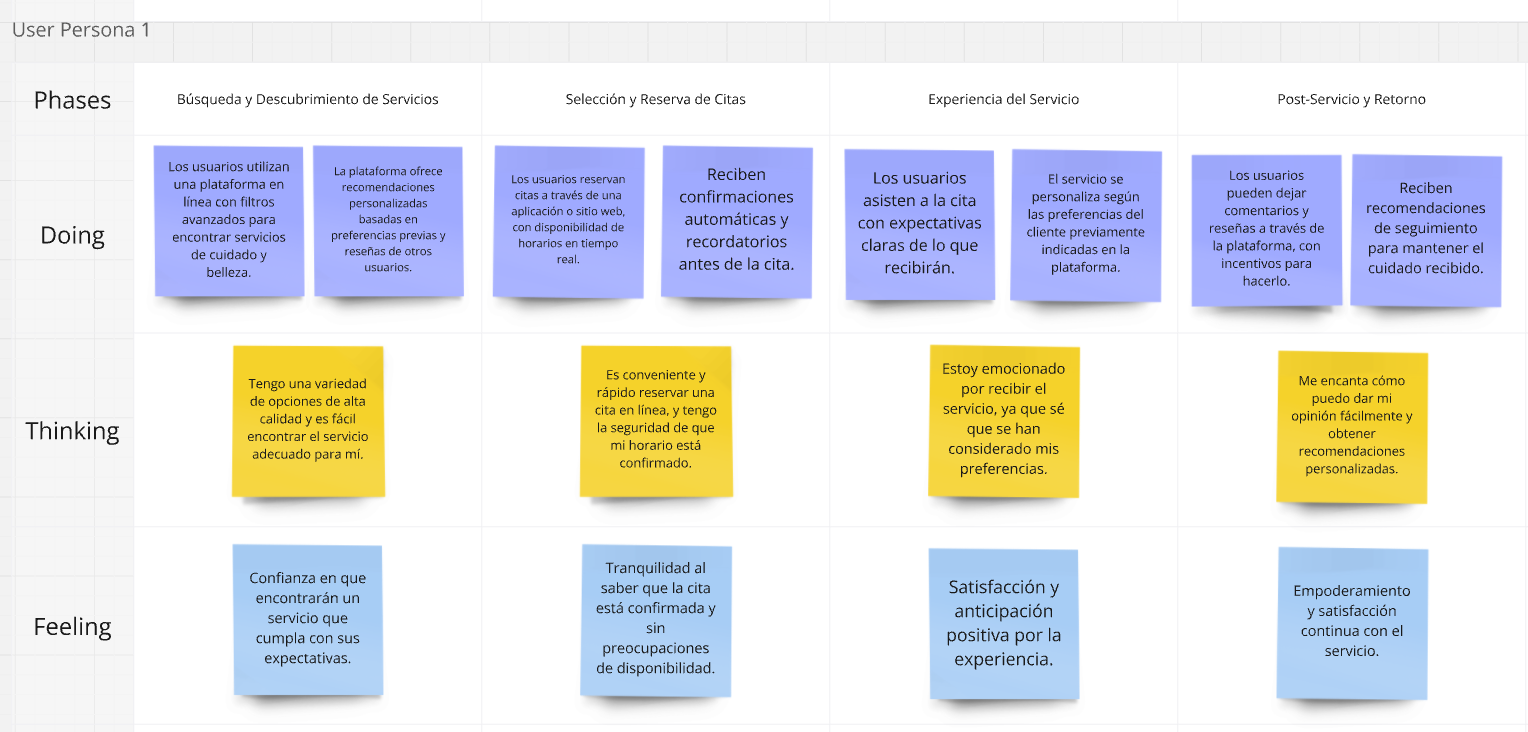 User Persona 1
Phases
Búsqueda y Descubrimiento de Servicios
Selección y Reserva de Citas
Experiencia del Servicio
Post-Servicio y Retorno
Doing
Los usuarios utilizan
una plataforma en
línea con filtros
avanzados para
encontrar servicios
de cuidado y
belleza.
La plataforma ofrece
recomendaciones
personalizadas
basadas en
preferencias previas y
reseñas de otros
usuarios.
Los usuarios reservan
citas a través de una
aplicación o sitio web,
con disponibilidad de
horarios en tiempo
real.
Reciben
confirmaciones
automáticas y
recordatorios
antes de la cita.
Los usuarios
asisten a la cita
con expectativas
claras de lo que
recibirán.
El servicio se
personaliza según
las preferencias del
cliente previamente
indicadas en la
plataforma.
Los usuarios
pueden dejar
comentarios y
reseñas a través de
la plataforma, con
incentivos para
hacerlo.
Reciben
recomendaciones
de seguimiento
para mantener el
cuidado recibido.
Thinking
Tengo una variedad
de opciones de alta
calidad y es fácil
encontrar el servicio
adecuado para mí.
Es conveniente y
rápido reservar una
cita en línea, y tengo
la seguridad de que
mi horario está
confirmado.
Estoy emocionado
por recibir el
servicio, ya que sé
que se han
considerado mis
preferencias.
Me encanta cómo
puedo dar mi
opinión fácilmente y
obtener
recomendaciones
personalizadas.
Feeling
Confianza en que
encontrarán un
servicio que
cumpla con sus
expectativas.
Tranquilidad al
saber que la cita
está confirmada y
sin
preocupaciones
de disponibilidad.
Satisfacción y
anticipación
positiva por la
experiencia.
Empoderamiento
y satisfacción
continua con el
servicio.